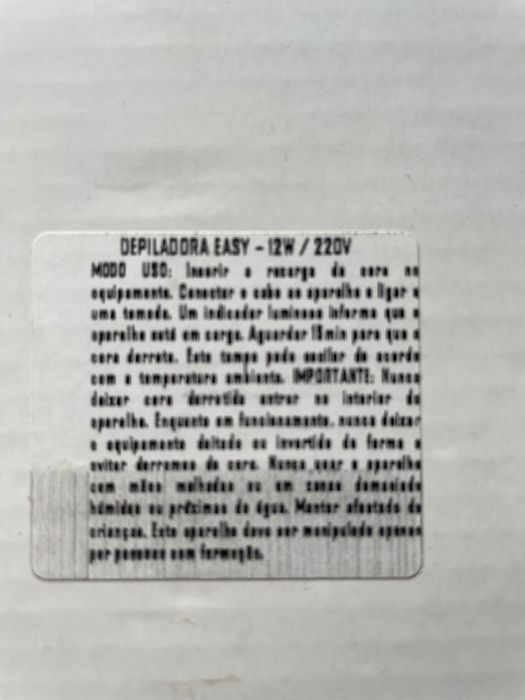 DEPILADORA EASY - 12W / 220V
MODO USO: Inserir a recarga de cera no
equipamento. Conectar o cabo ao aparelho e ligar a
uma tomada. Um indicador luminoso informa que o
aparelho está em carga. Aguardar 18min para que a
cera derreta. Este tempo pode oscilar de acordo
com a temperatura ambiente. IMPORTANTE: Nunca
deixar cera derretida entrar no interior do
aparelho. Enquanto em funcionamento, nunca deixar
o equipamento deitado ou invertido de forma a
evitar derrames de cera. Nunca usar o aparelho
com mãos molhadas ou em zonas demasiado
húmidas ou próximas de água. Manter afastado de
crianças. Este aparelho deve ser manipulado apenas
por pessoas com formação.